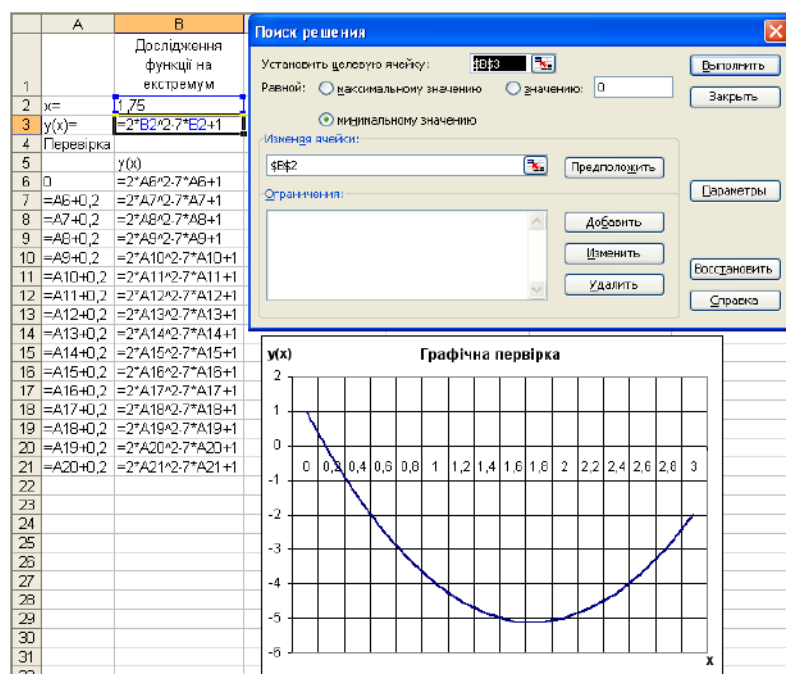 A B
Дослідження
функції на
екстремум
1
2 x= 1,75
3 y(x)= =2*B2^2-7*B2+1
4 Перевірка
5 y(x)
6 0 =2*A6^2-7*A6+1
7 =A6+0,2 =2*A7^2-7*A7+1
8 =A7+0,2 =2*A8^2-7*A8+1
9 =A8+0,2 =2*A9^2-7*A9+1
10 =A9+0,2 =2*A10^2-7*A10+1
11 =A10+0,2 =2*A11^2-7*A11+1
12 =A11+0,2 =2*A12^2-7*A12+1
13 =A12+0,2 =2*A13^2-7*A13+1
14 =A13+0,2 =2*A14^2-7*A14+1
15 =A14+0,2 =2*A15^2-7*A15+1
16 =A15+0,2 =2*A16^2-7*A16+1
17 =A16+0,2 =2*A17^2-7*A17+1
18 =A17+0,2 =2*A18^2-7*A18+1
19 =A18+0,2 =2*A19^2-7*A19+1
20 =A19+0,2 =2*A20^2-7*A20+1
21 =A20+0,2 =2*A21^2-7*A21+1
22
23
24
25
26
27
28
29
30
31
Поиск решения
Установить целевую ячейку: $B$3 Выполнить
Равной: максимальному значению значению: 0 Закрыть
минимальному значению
Изменяя ячейки:
$B$2 Предположить
Ограничения: Параметры
Добавить
Изменить
Удалить
Восстановить
Справка
y(x) Графічна первірка
2
1
0
0 0,2 0,4 0,6 0,8 1 1,2 1,4 1,6 1,8 2 2,2 2,4 2,6 2,8 3
-1
-2
-3
-4
-5
-6
x